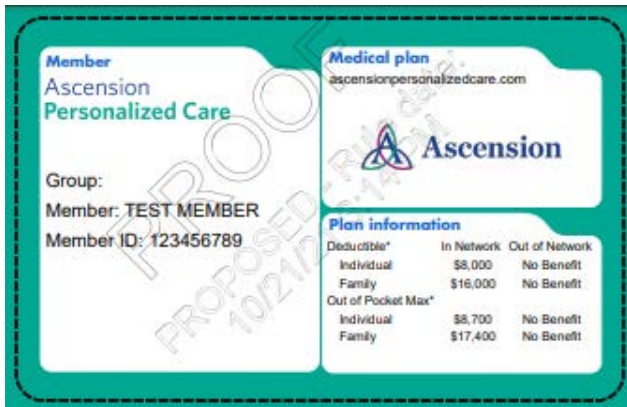 Member
Ascension
Personalized Care
Group:
Member: TEST MEMBER
Member ID: 123456789
Medical plan
ascensionpersonalizedcare.com
Ascension
Plan information
Deductible* In Network Out of Network
Individual $8,000 No Benefit
Family $16,000 No Benefit
Out of Pocket Max*
Individual $8,700 No Benefit
Family $17,400 No Benefit
PROOF
PROPOSED - Run date: